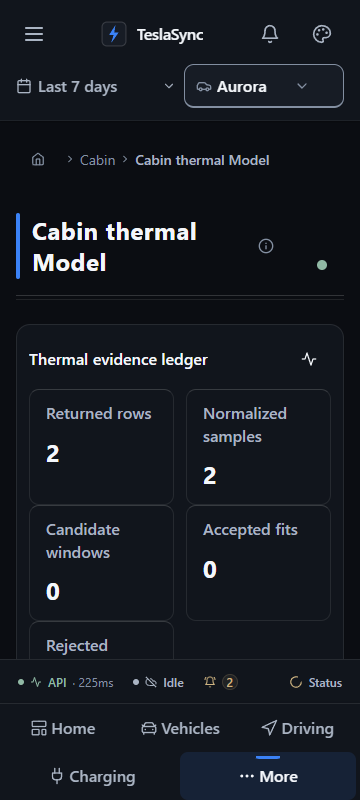 TeslaSync
Last 7 days
Aurora
Cabin
Cabin thermal Model
Cabin thermal
Model
Thermal evidence ledger
Returned rows
2
Normalized
samples
2
Candidate
windows
0
Accepted fits
0
Rejected
API · 225ms
Idle
2
Status
Home
Vehicles
Driving
Charging
More